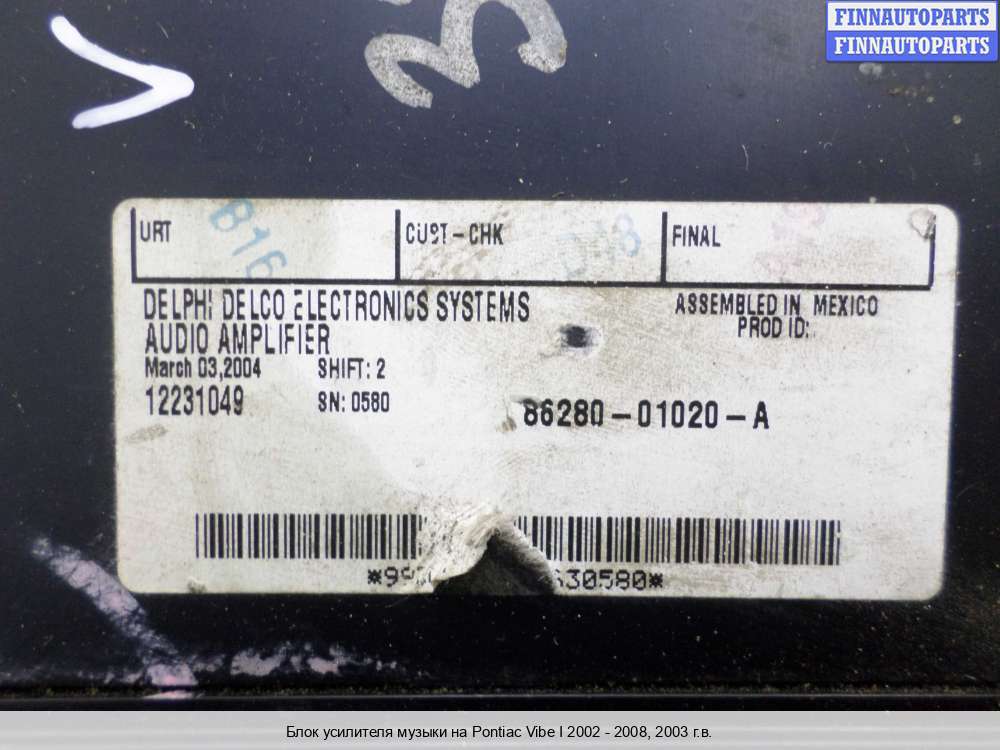 FINNAUTOPARTS
FINNAUTOPARTS
URT
B16
CUST-CHK
FINAL
DELPHI DELCO ELECTRONICS SYSTEMS
AUDIO AMPLIFIER
ASSEMBLED IN MEXICO
PROD ID:
March 03,2004 SHIFT: 2
12231049 SN: 0580
86280-01020-A
Блок усилителя музыки на Pontiac Vibe I 2002 - 2008, 2003 г.в.